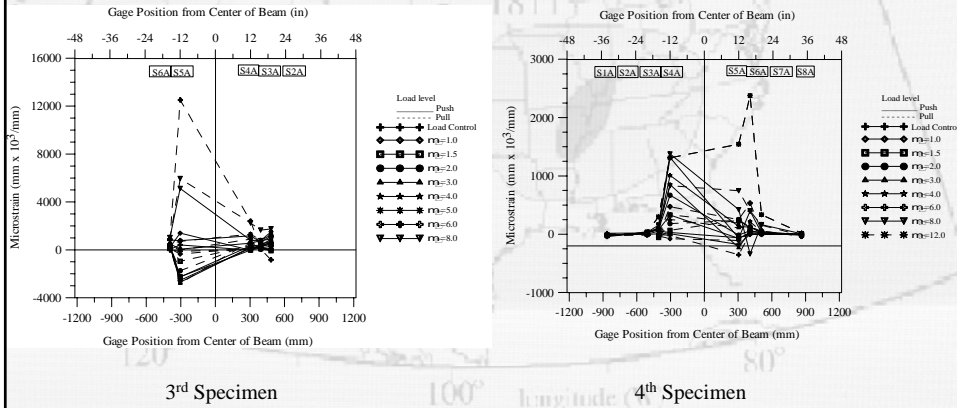 Gage Position from Center of Beam (in)
-48 -36 -24 -12 0 12 24 36 48
16000
12000
8000
4000
0
-4000
S6A S5A S4A S3A S2A
Microstrain (mm x 10³/mm)
-1200 -900 -600 -300 0 300 600 900 1200
Gage Position from Center of Beam (mm)
Load level
Push
Pull
Load Control
=1.0
=1.5
=2.0
=3.0
=4.0
=5.0
=6.0
=8.0
3rd Specimen
Gage Position from Center of Beam (in)
-48 -36 -24 -12 0 12 24 36 48
3000
2000
1000
0
-1000
S1A S2A S3A S4A S5A S6A S7A S8A
Microstrain (mm x 10³/mm)
-1200 -900 -600 -300 0 300 600 900 1200
Gage Position from Center of Beam (mm)
Load level
Push
Pull
Load Control
=1.0
=1.5
=2.0
=3.0
=4.0
=6.0
=8.0
=12.0
4th Specimen
120°
100°
80°
longitude